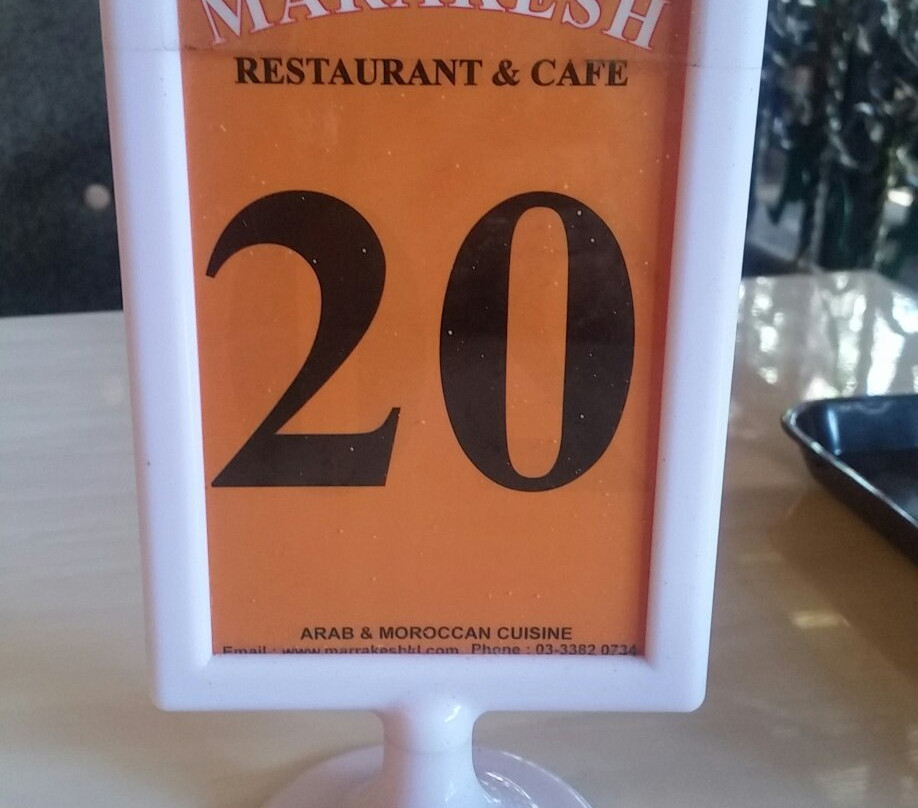 MARRAKESH
RESTAURANT & CAFE
20
ARAB & MOROCCAN CUISINE
Email : www.marrakeshkl.com Phone : 03-3382 0734